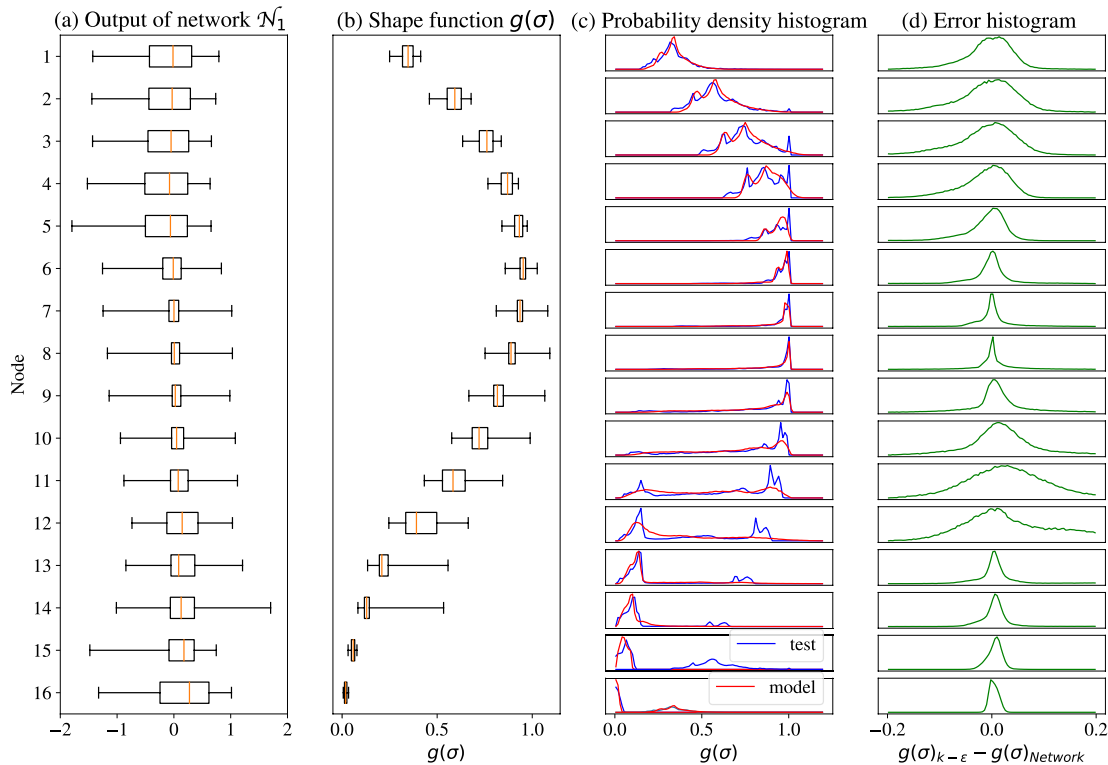 (a) Output of network 𝒩₁
(b) Shape function g(σ)
(c) Probability density histogram
(d) Error histogram
Node
1
2
3
4
5
6
7
8
9
10
11
12
13
14
15
16
test
model
−2 −1 0 1 2
0.0 0.5 1.0
0.0 0.5 1.0
−0.2 0.0 0.2
g(σ)
g(σ)
g(σ)ₖ₋ε − g(σ)Network